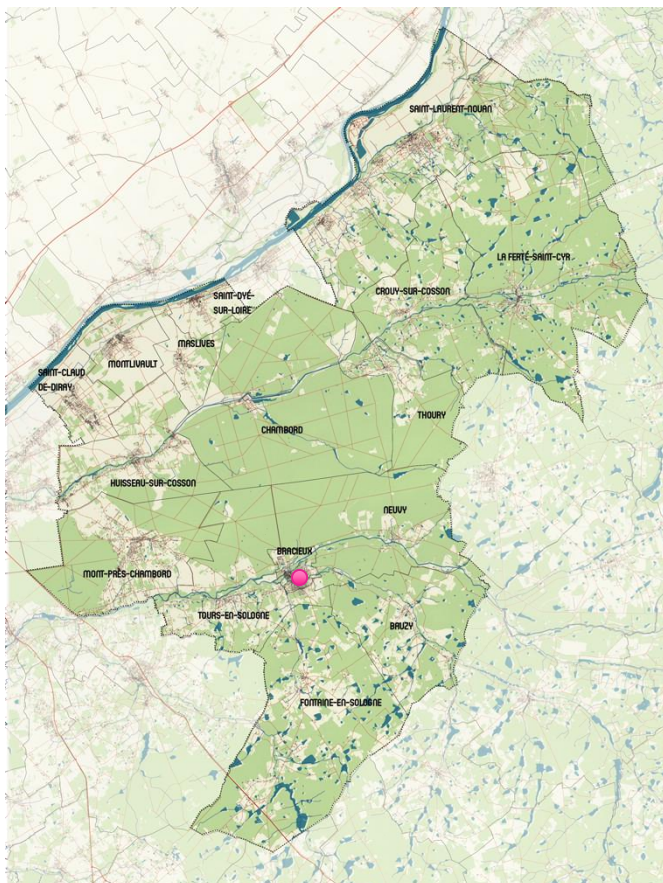 SAINT-LAURENT-NOUAN
LA FERTÉ-SAINT-CYR
CROUY-SUR-COSSON
SAINT-DYÉ-
SUR-LOIRE
MASLIVES
MONTLIVAULT
SAINT-CLAUD
DE-DIRAY
THOURY
CHAMBORD
HUISSEAU-SUR-COSSON
NEUVY
BRACIEUX
MONT-PRÈS-CHAMBORD
TOURS-EN-SOLOGNE
BAUZY
FONTAINE-EN-SOLOGNE